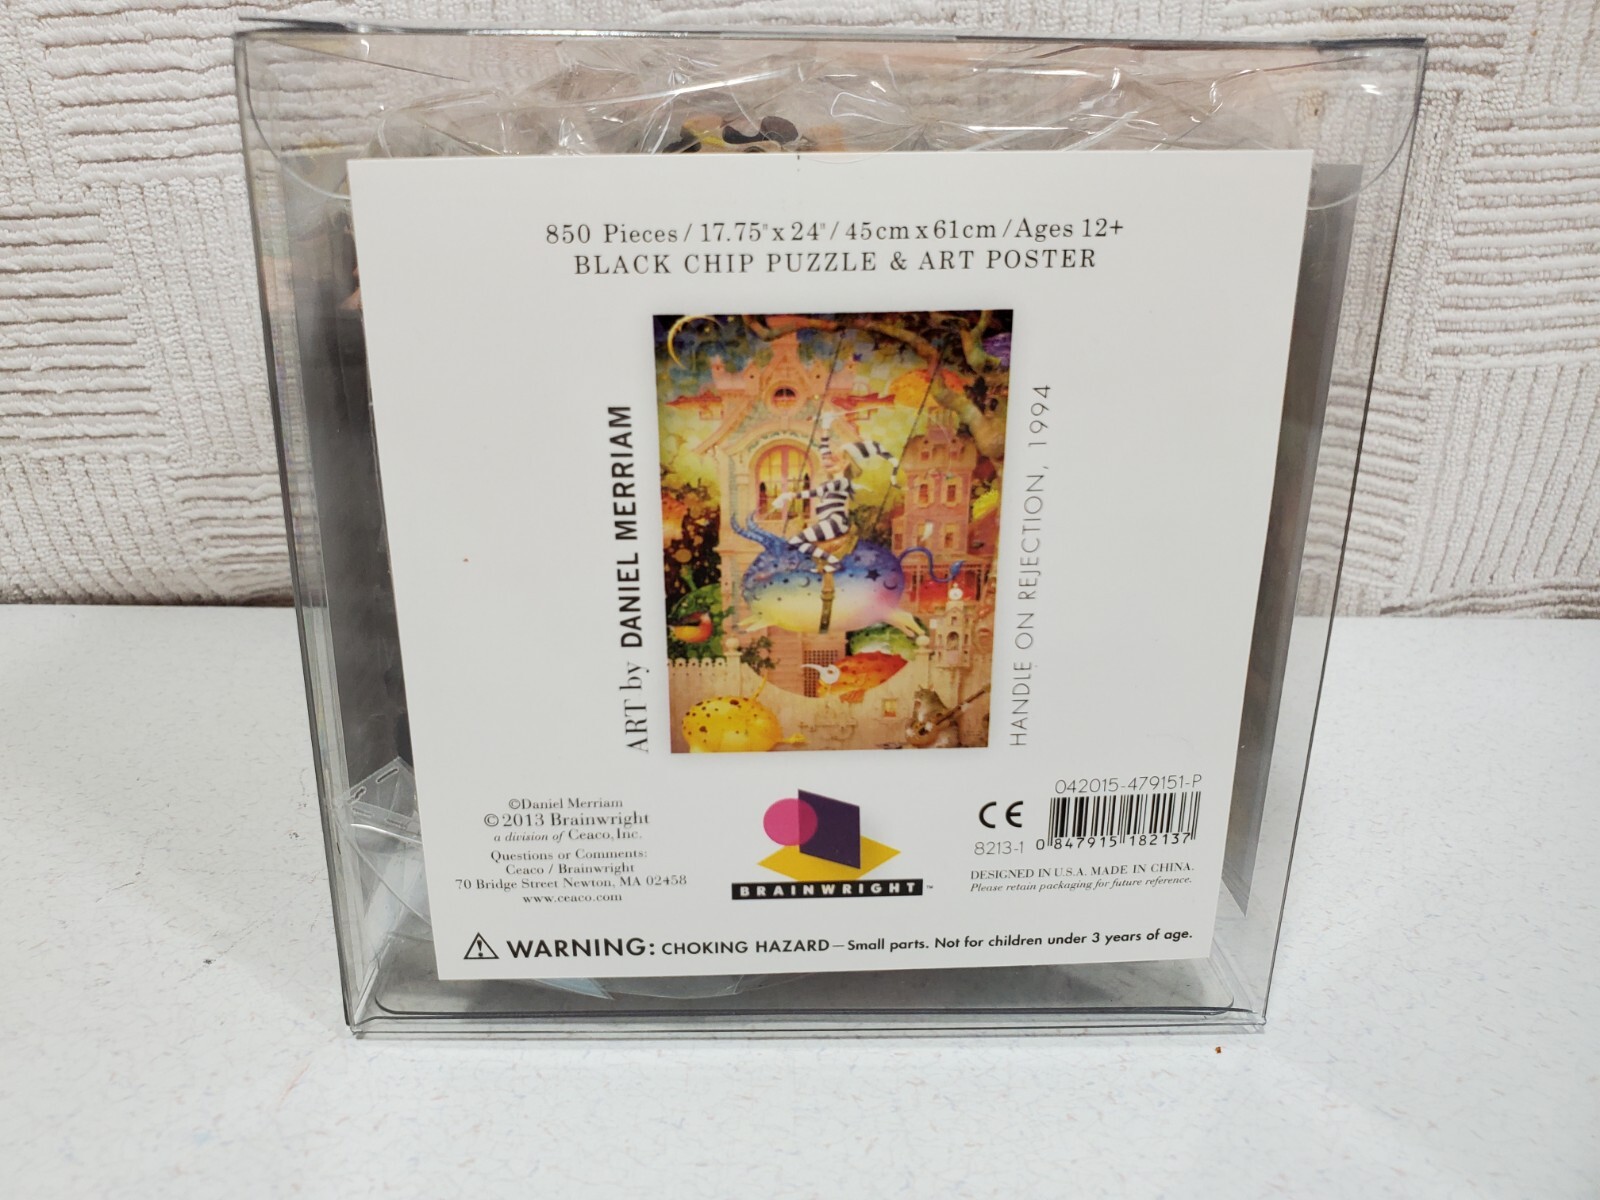 850 Pieces / 17.75" x 24" / 45cm x 61cm / Ages 12+
BLACK CHIP PUZZLE & ART POSTER
ART by DANIEL MERRIAM
HANDLE ON REJECTION, 1994
©Daniel Merriam
©2013 Brainwright
a division of Ceaco, Inc.
Questions or Comments:
Ceaco / Brainwright
70 Bridge Street Newton, MA 02458
www.ceaco.com
BRAINWRIGHT™
042015-479151-P
CE
8213-1
0 847915 182137
DESIGNED IN U.S.A. MADE IN CHINA.
Please retain packaging for future reference.
WARNING: CHOKING HAZARD—Small parts. Not for children under 3 years of age.